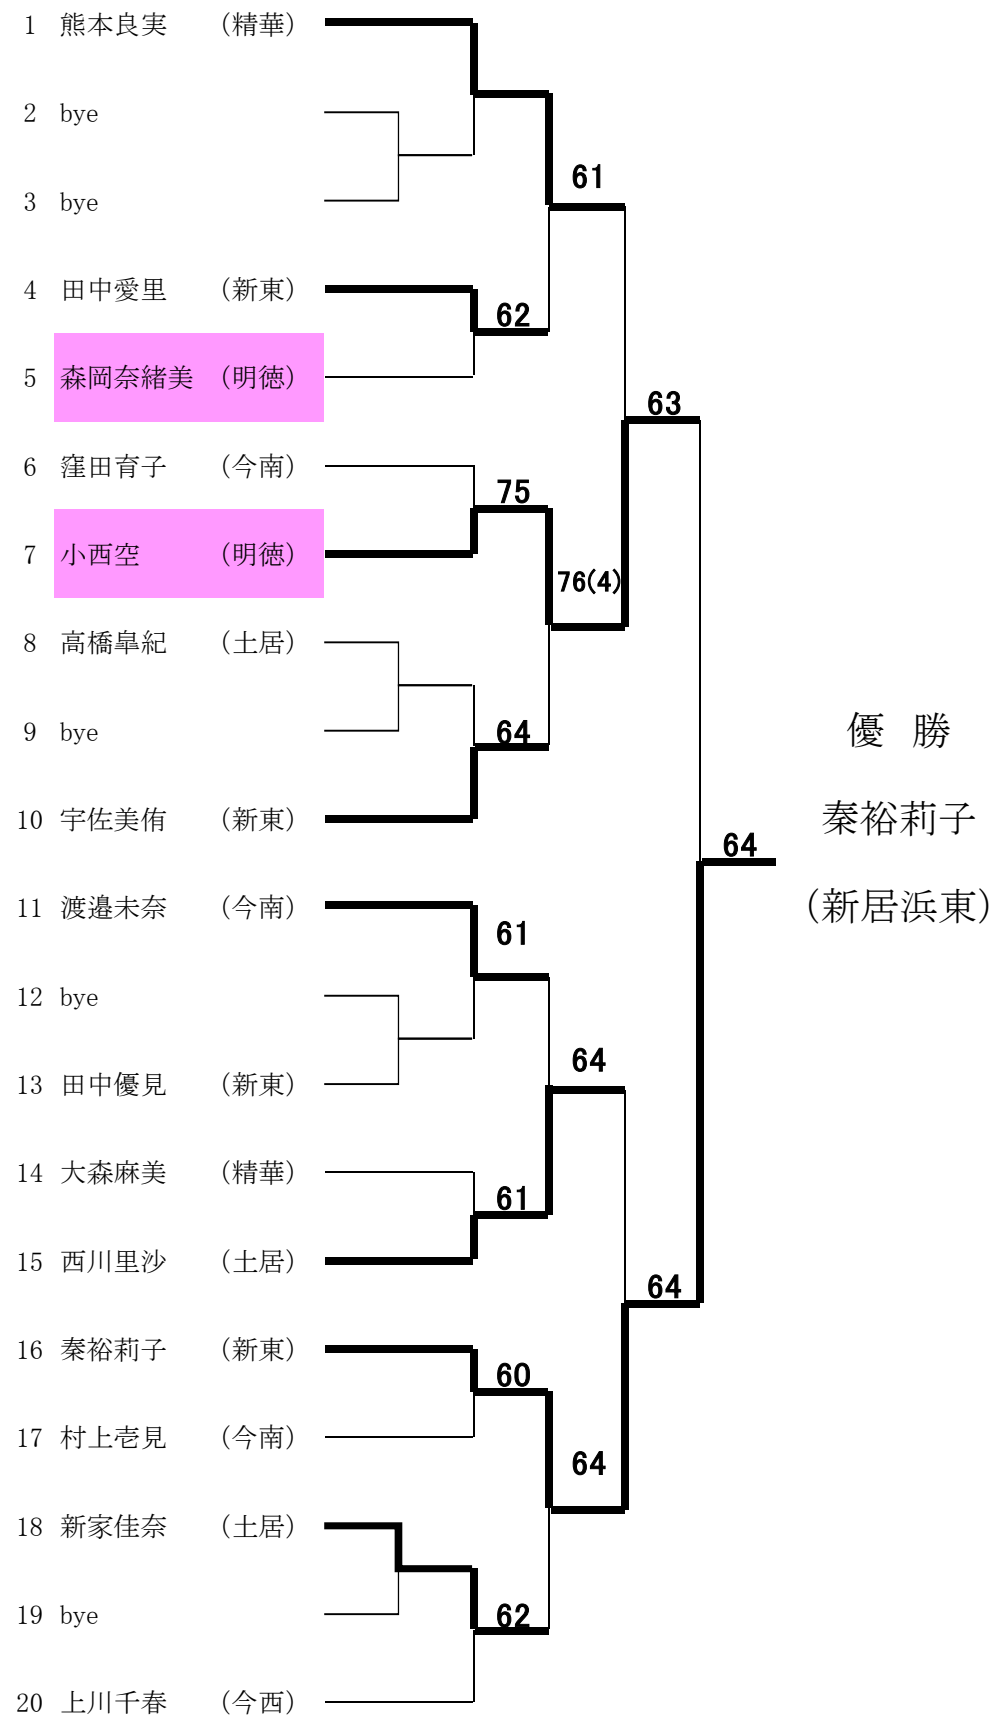 1 熊本良実 (精華)
2 bye
61
3 bye
4 田中愛里 (新東)
62
5 森岡奈緒美 (明徳)
63
6 窪田育子 (今南)
75
7 小西空 (明徳)
76(4)
8 高橋皐紀 (土居)
9 bye
64
優 勝
10 宇佐美侑 (新東)
秦裕莉子
64
11 渡邉未奈 (今南)
(新居浜東)
61
12 bye
64
13 田中優見 (新東)
14 大森麻美 (精華)
61
15 西川里沙 (土居)
64
16 秦裕莉子 (新東)
60
17 村上壱見 (今南)
64
18 新家佳奈 (土居)
19 bye
62
20 上川千春 (今西)